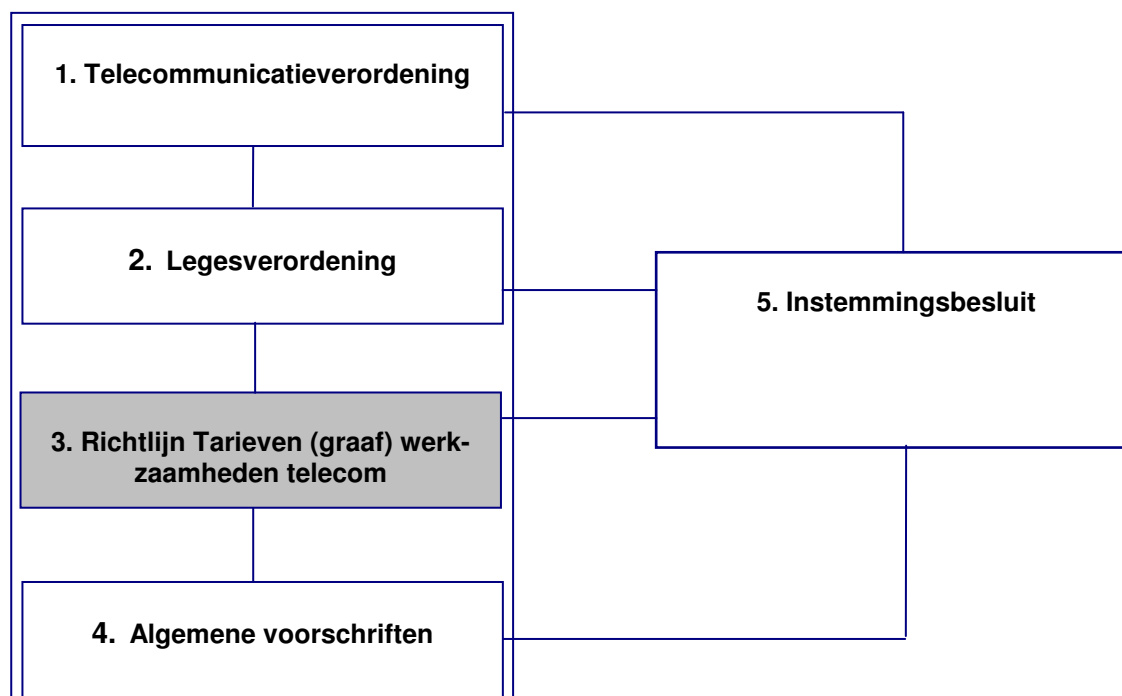 1. Telecommunicatieverordening
2. Legesverordening
3. Richtlijn Tarieven (graaf) werk-
zaamheden telecom
4. Algemene voorschriften
5. Instemmingsbesluit